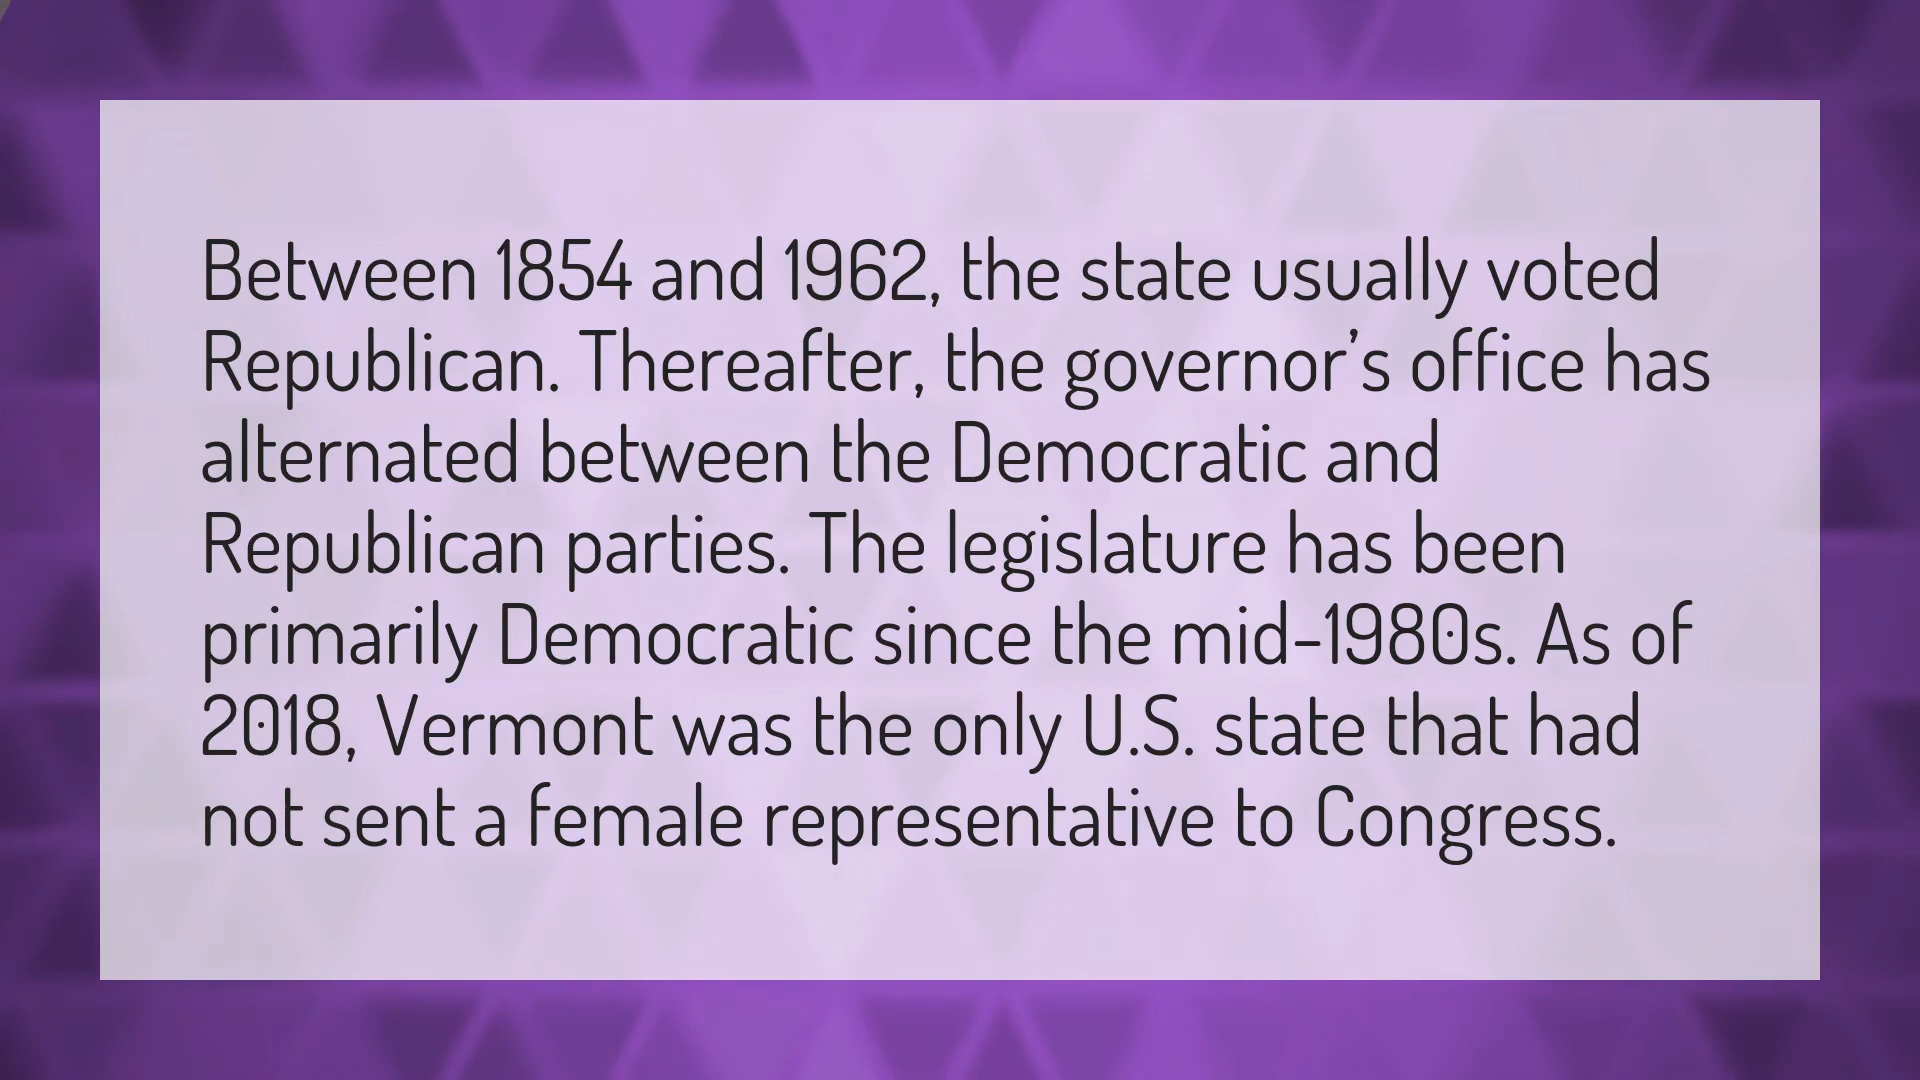 Between 1854 and 1962, the state usually voted
Republican. Thereafter, the governor’s office has
alternated between the Democratic and
Republican parties. The legislature has been
primarily Democratic since the mid-1980s. As of
2018, Vermont was the only U.S. state that had
not sent a female representative to Congress.